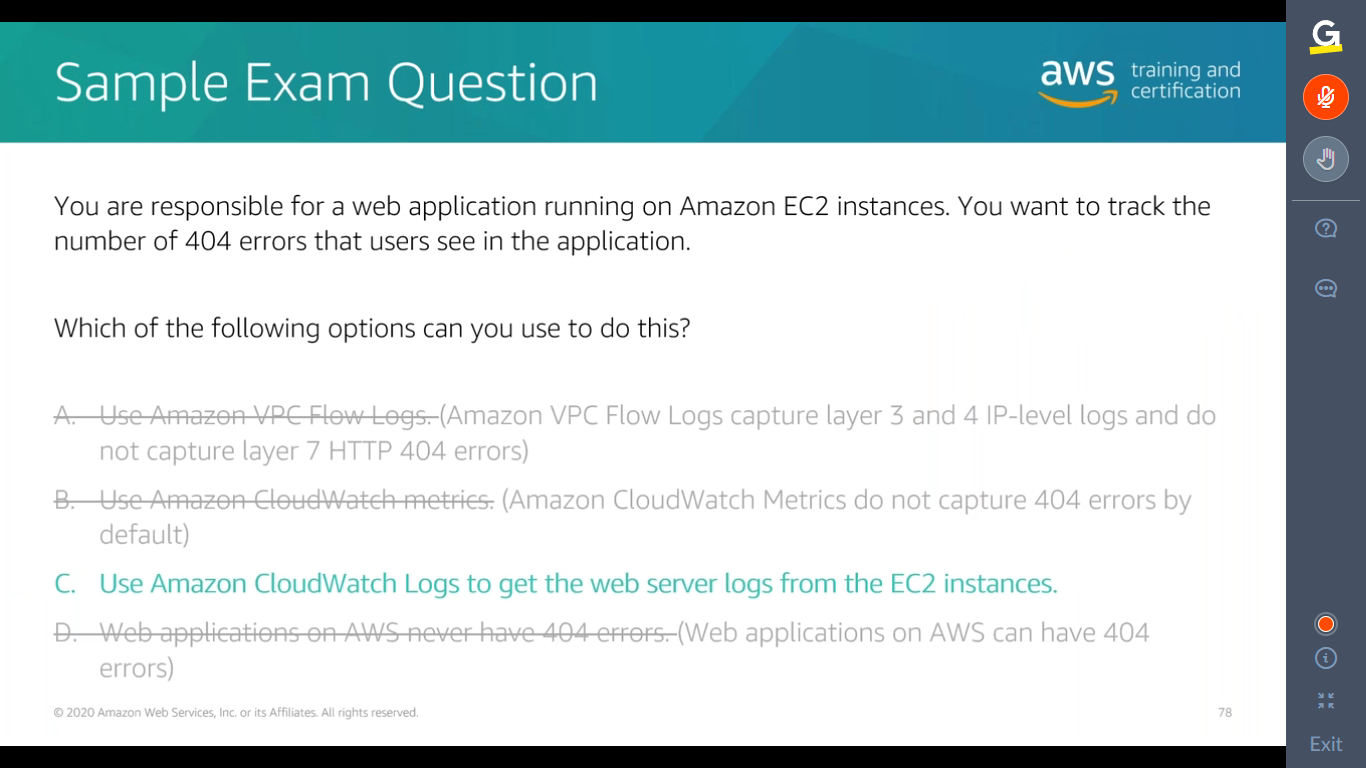 Sample Exam Question
aws training and
certification
You are responsible for a web application running on Amazon EC2 instances. You want to track the
number of 404 errors that users see in the application.
Which of the following options can you use to do this?
A. Use Amazon VPC Flow Logs. (Amazon VPC Flow Logs capture layer 3 and 4 IP-level logs and do
not capture layer 7 HTTP 404 errors)
B. Use Amazon CloudWatch metrics. (Amazon CloudWatch Metrics do not capture 404 errors by
default)
C. Use Amazon CloudWatch Logs to get the web server logs from the EC2 instances.
D. Web applications on AWS never have 404 errors. (Web applications on AWS can have 404
errors)
© 2020 Amazon Web Services, Inc. or its Affiliates. All rights reserved.
78
G
Exit